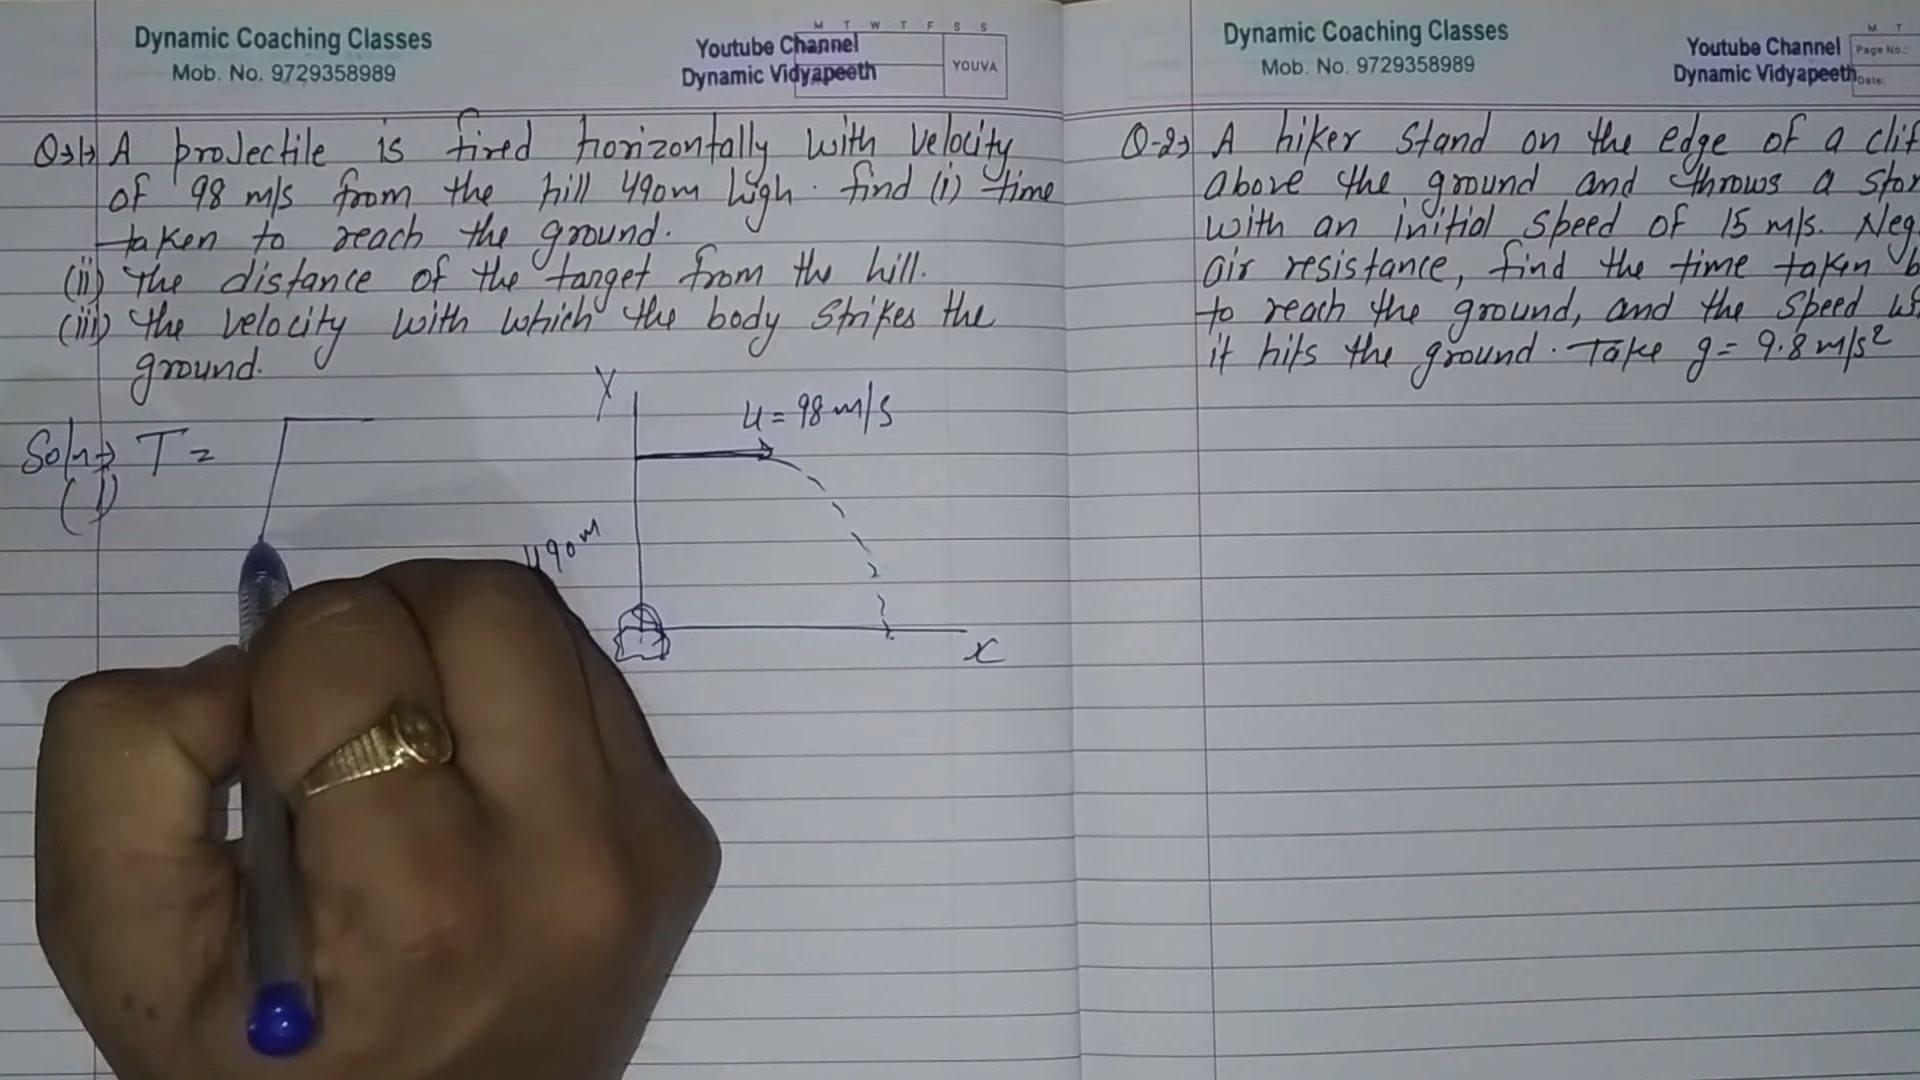 Dynamic Coaching Classes
Mob. No. 9729358989
Youtube Channel
Dynamic Vidyapeeth
M T W T F S S
YOUVA
Q→1→ A projectile is fired horizontally with velocity
of 98 m/s from the hill 490m high. find (i) time
taken to reach the ground.
(ii) The distance of the target from the hill.
(iii) the velocity with which the body strikes the
ground.
Soln→ T =
(I)
Y
u = 98 m/s
490m
X
Dynamic Coaching Classes
Mob. No. 9729358989
Youtube Channel
Dynamic Vidyapeeth
M T
Page No.:
Date:
Q-2→ A hiker stand on the edge of a clif
above the ground and throws a
with an initial speed of 15 m/s. Neg
air resistance, find the time taken
to reach the ground, and the speed
it hits the ground. Take g = 9.8 m/s²